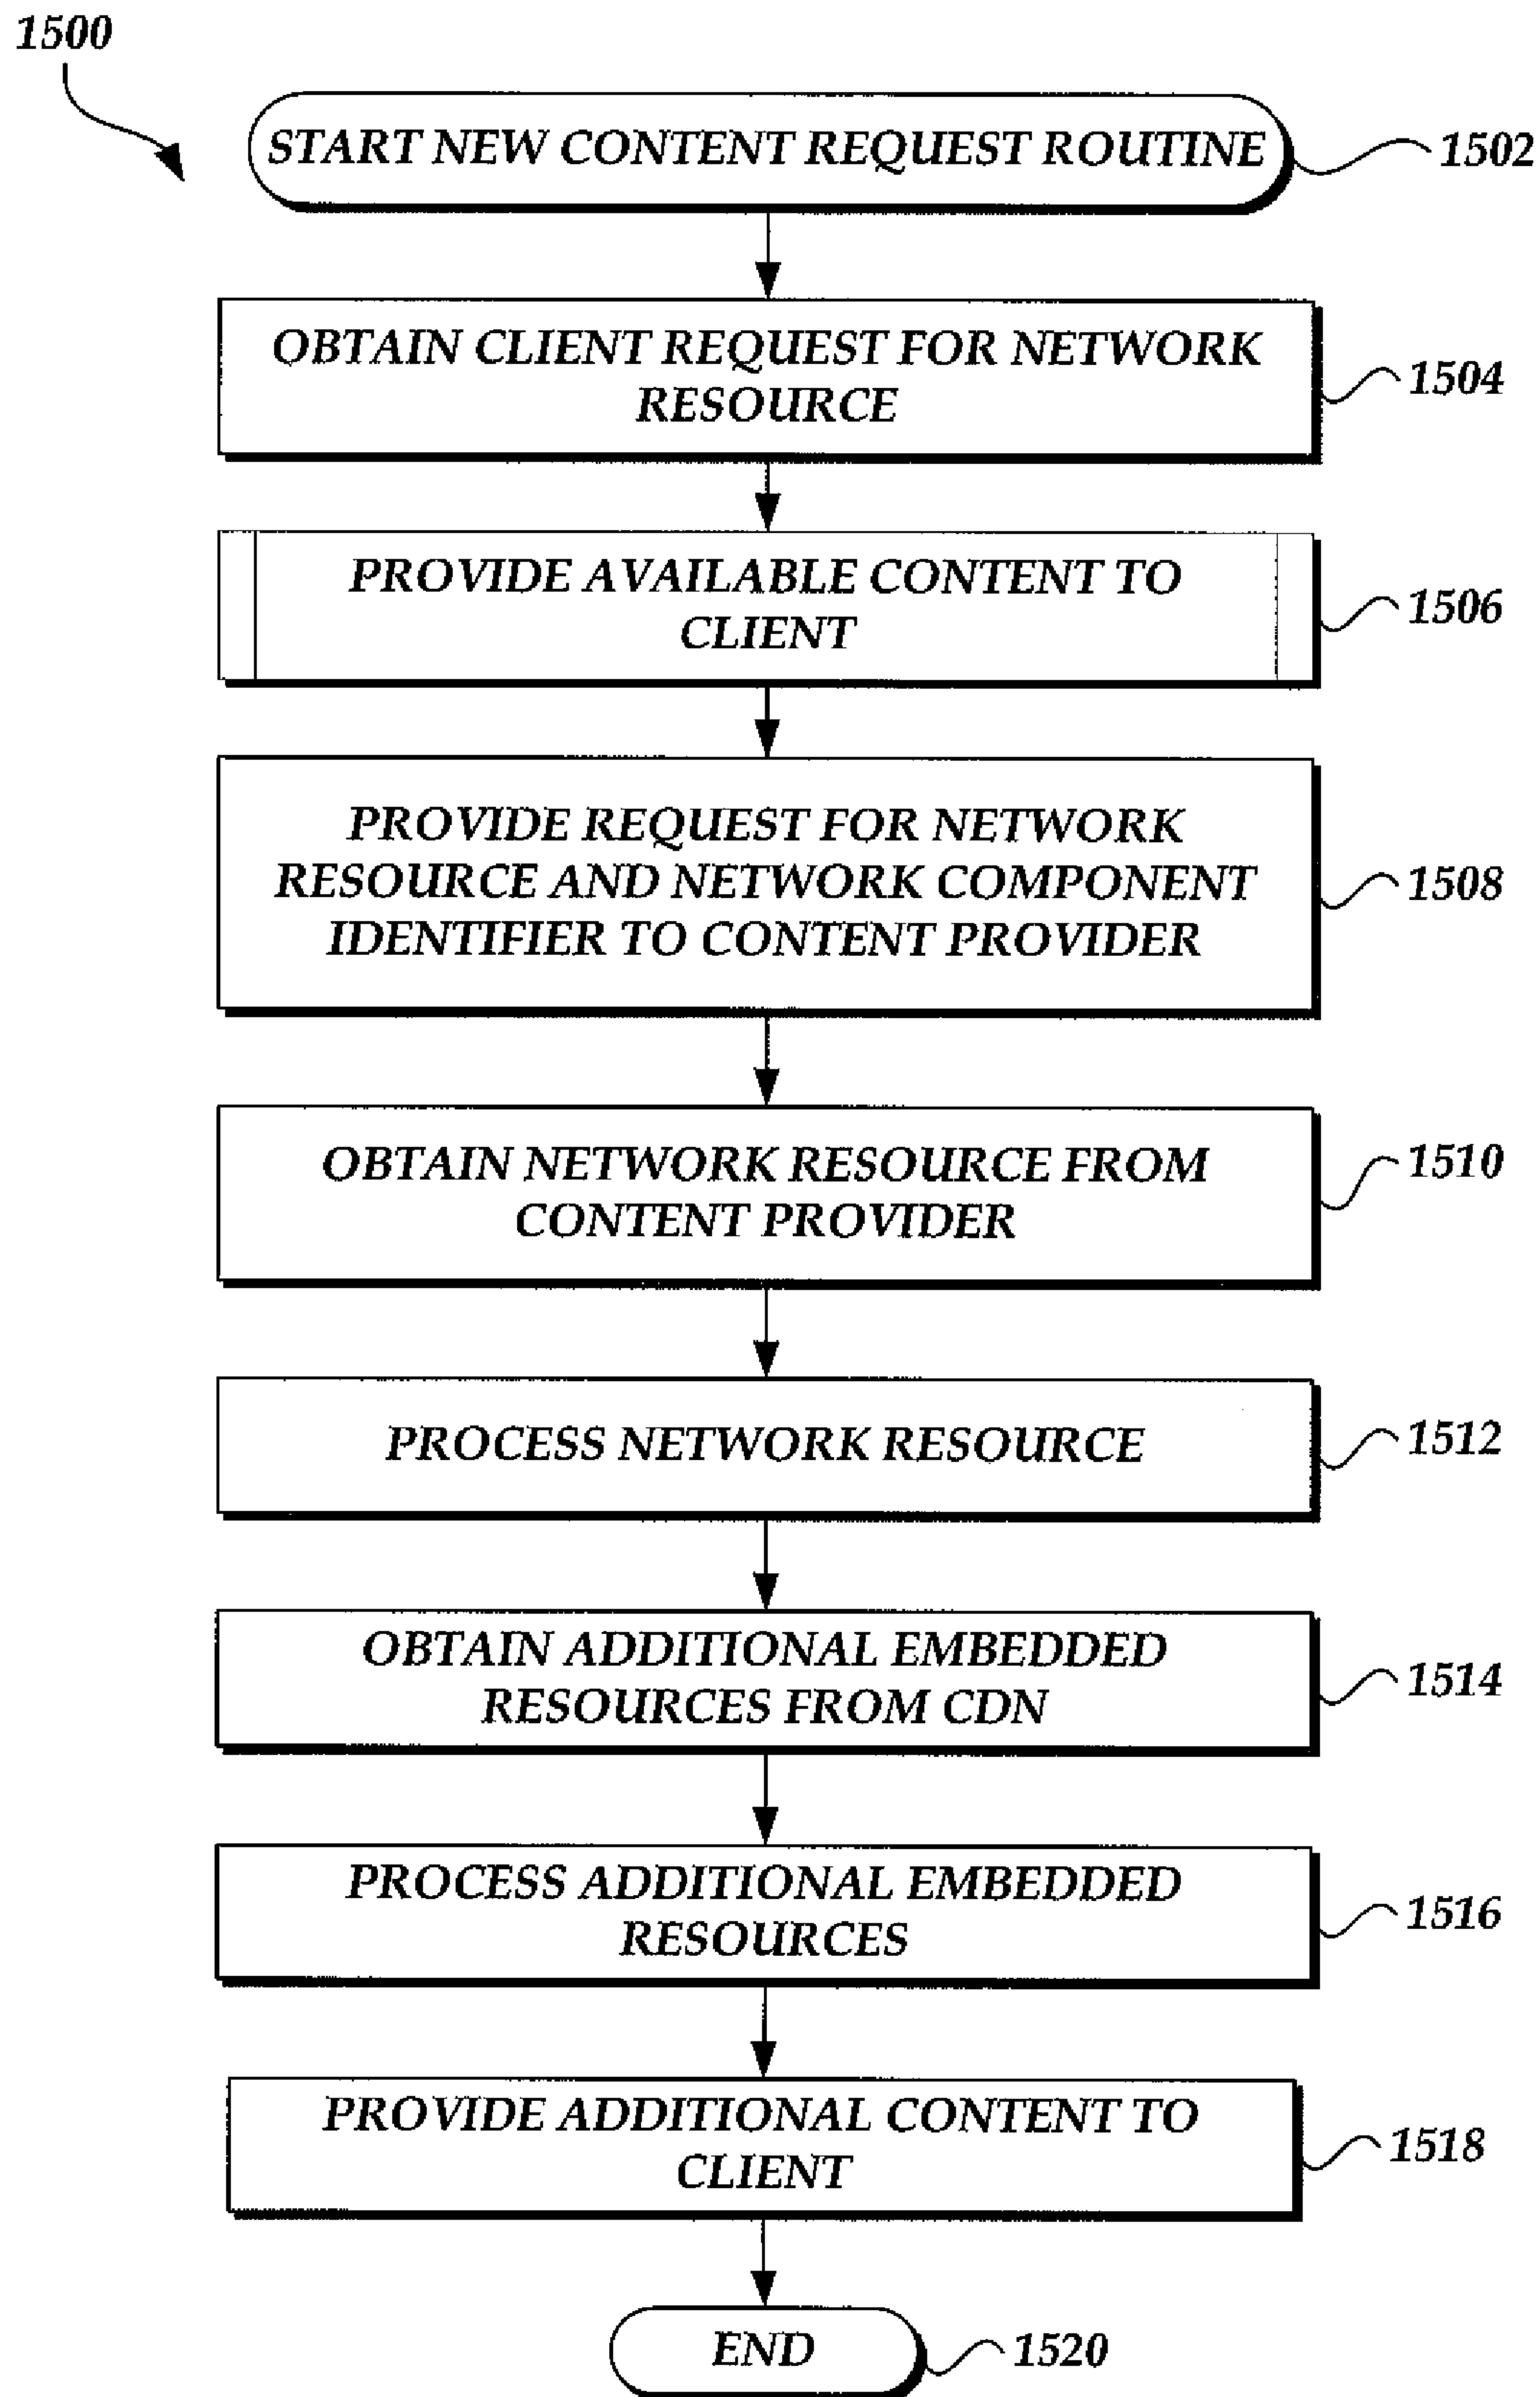 1500
START NEW CONTENT REQUEST ROUTINE
1502
OBTAIN CLIENT REQUEST FOR NETWORK
RESOURCE
1504
PROVIDE AVAILABLE CONTENT TO
CLIENT
1506
PROVIDE REQUEST FOR NETWORK
RESOURCE AND NETWORK COMPONENT
IDENTIFIER TO CONTENT PROVIDER
1508
OBTAIN NETWORK RESOURCE FROM
CONTENT PROVIDER
1510
PROCESS NETWORK RESOURCE
1512
OBTAIN ADDITIONAL EMBEDDED
RESOURCES FROM CDN
1514
PROCESS ADDITIONAL EMBEDDED
RESOURCES
1516
PROVIDE ADDITIONAL CONTENT TO
CLIENT
1518
END
1520